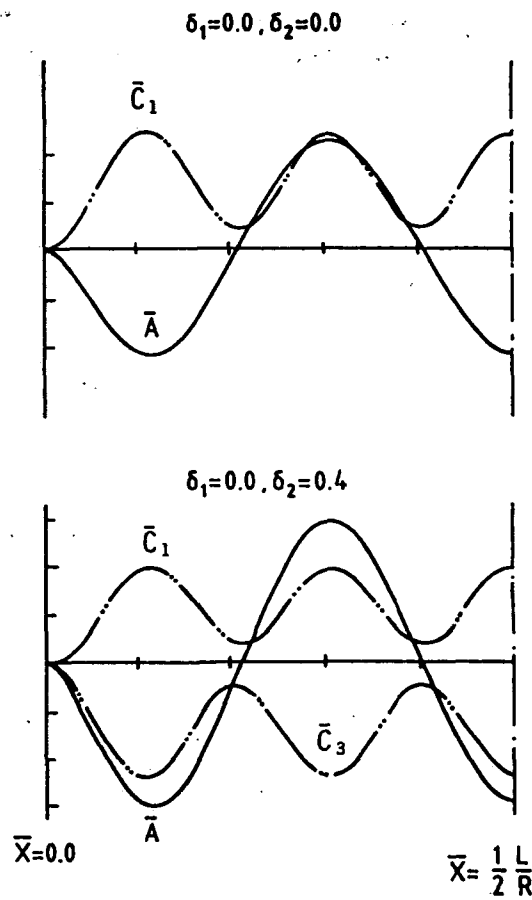 δ₁=0.0 , δ₂=0.0
C̄₁
Ā
δ₁=0.0 , δ₂=0.4
C̄₁
C̄₃
Ā
X̄=0.0
X̄= 1/2 L/R